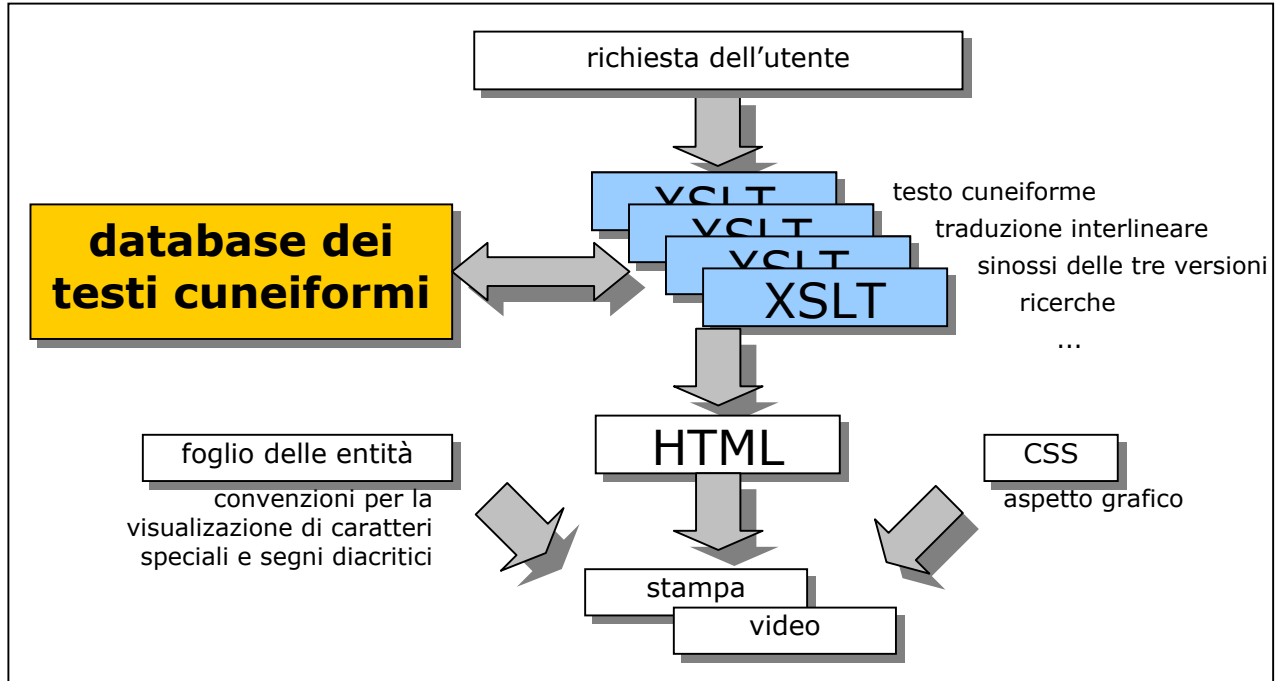 richiesta dell’utente
XSLT
XSLT
XSLT
XSLT
testo cuneiforme
traduzione interlineare
sinossi delle tre versioni
ricerche
...
database dei
testi cuneiformi
HTML
foglio delle entità
convenzioni per la
visualizzazione di caratteri
speciali e segni diacritici
CSS
aspetto grafico
stampa
video